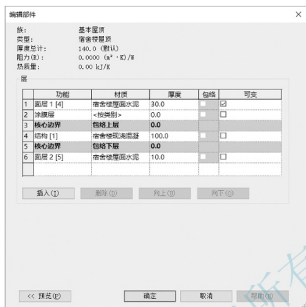 编辑部件
族: 基本屋顶
类型: 宿舍楼屋顶
厚度总计: 140.0 (默认)
阻力(R): 0.0000 (m²·K)/W
热质量: 0.00 kJ/K
层
功能 材质 厚度 包络 可变
1 面层 1 [4] 宿舍楼屋面水泥 30.0
2 涂膜层 <按类别> 0.0
3 核心边界 包络上层 0.0
4 结构 [1] 宿舍楼现浇混凝 100.0
5 核心边界 包络下层 0.0
6 面层 2 [5] 宿舍楼屋面水泥 10.0
插入(I) 删除(D) 向上(U) 向下(O)
<< 预览(P) 确定 取消 帮助(H)
所有